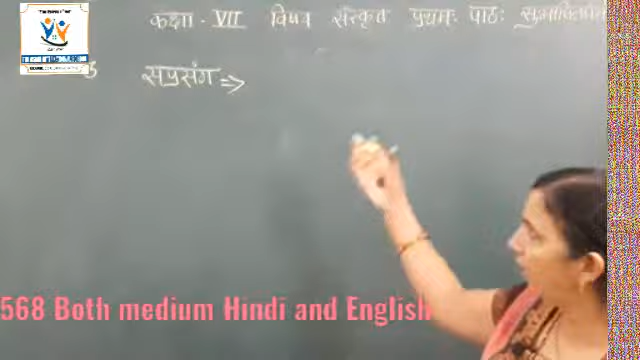 कक्षा - VII विषय संस्कृत प्रथमः पाठः
सप्रसंग ⇒
568 Both medium Hindi and English